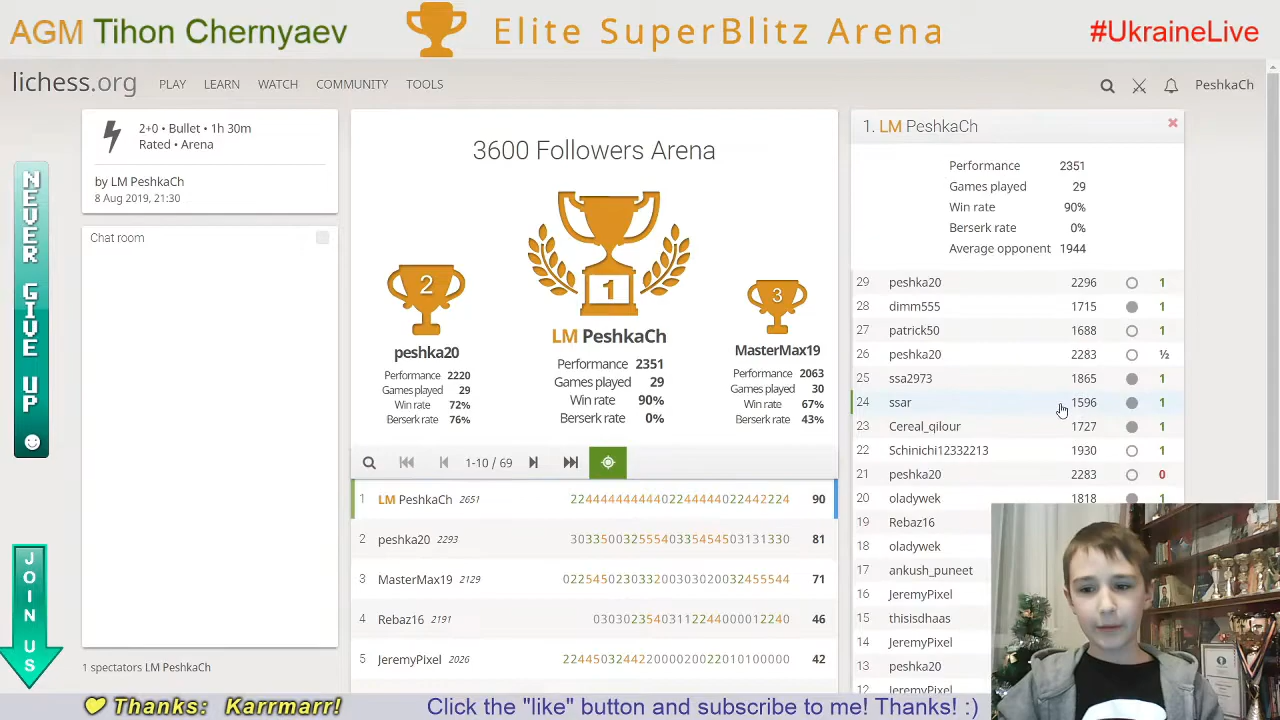 AGM Tihon Chernyaev
Elite SuperBlitz Arena
#UkraineLive
lichess.org
PLAY LEARN WATCH COMMUNITY TOOLS
PeshkaCh
NEVER GIVE UP
JOIN US
2+0 • Bullet • 1h 30m
Rated • Arena
by LM PeshkaCh
8 Aug 2019, 21:30
Chat room
1 spectators LM PeshkaCh
3600 Followers Arena
2
peshka20
Performance 2220
Games played 29
Win rate 72%
Berserk rate 76%
1
LM PeshkaCh
Performance 2351
Games played 29
Win rate 90%
Berserk rate 0%
3
MasterMax19
Performance 2063
Games played 30
Win rate 67%
Berserk rate 43%
1-10 / 69
1 LM PeshkaCh 2651 2244444444402244444022442224 90
2 peshka20 2293 30335003255540335454503131330 81
3 MasterMax19 2129 022545023033200303020032455544 71
4 Rebaz16 2191 0303023540311224400012240 46
5 JeremyPixel 2026 22445032442200002002201010000 42
1. LM PeshkaCh
Performance 2351
Games played 29
Win rate 90%
Berserk rate 0%
Average opponent 1944
29 peshka20 2296 1
28 dimm555 1715 1
27 patrick50 1688 1
26 peshka20 2283 ½
25 ssa2973 1865 1
24 ssar 1596 1
23 Cereal_qilour 1727 1
22 Schinichi12332213 1930 1
21 peshka20 2283 0
20 oladywek 1818 1
19 Rebaz16
18 oladywek
17 ankush_puneet
16 JeremyPixel
15 thisisdhaas
14 JeremyPixel
13 peshka20
12 JeremyPixel
Thanks: Karrmarr!
Click the "like" button and subscribe to me! Thanks! :)